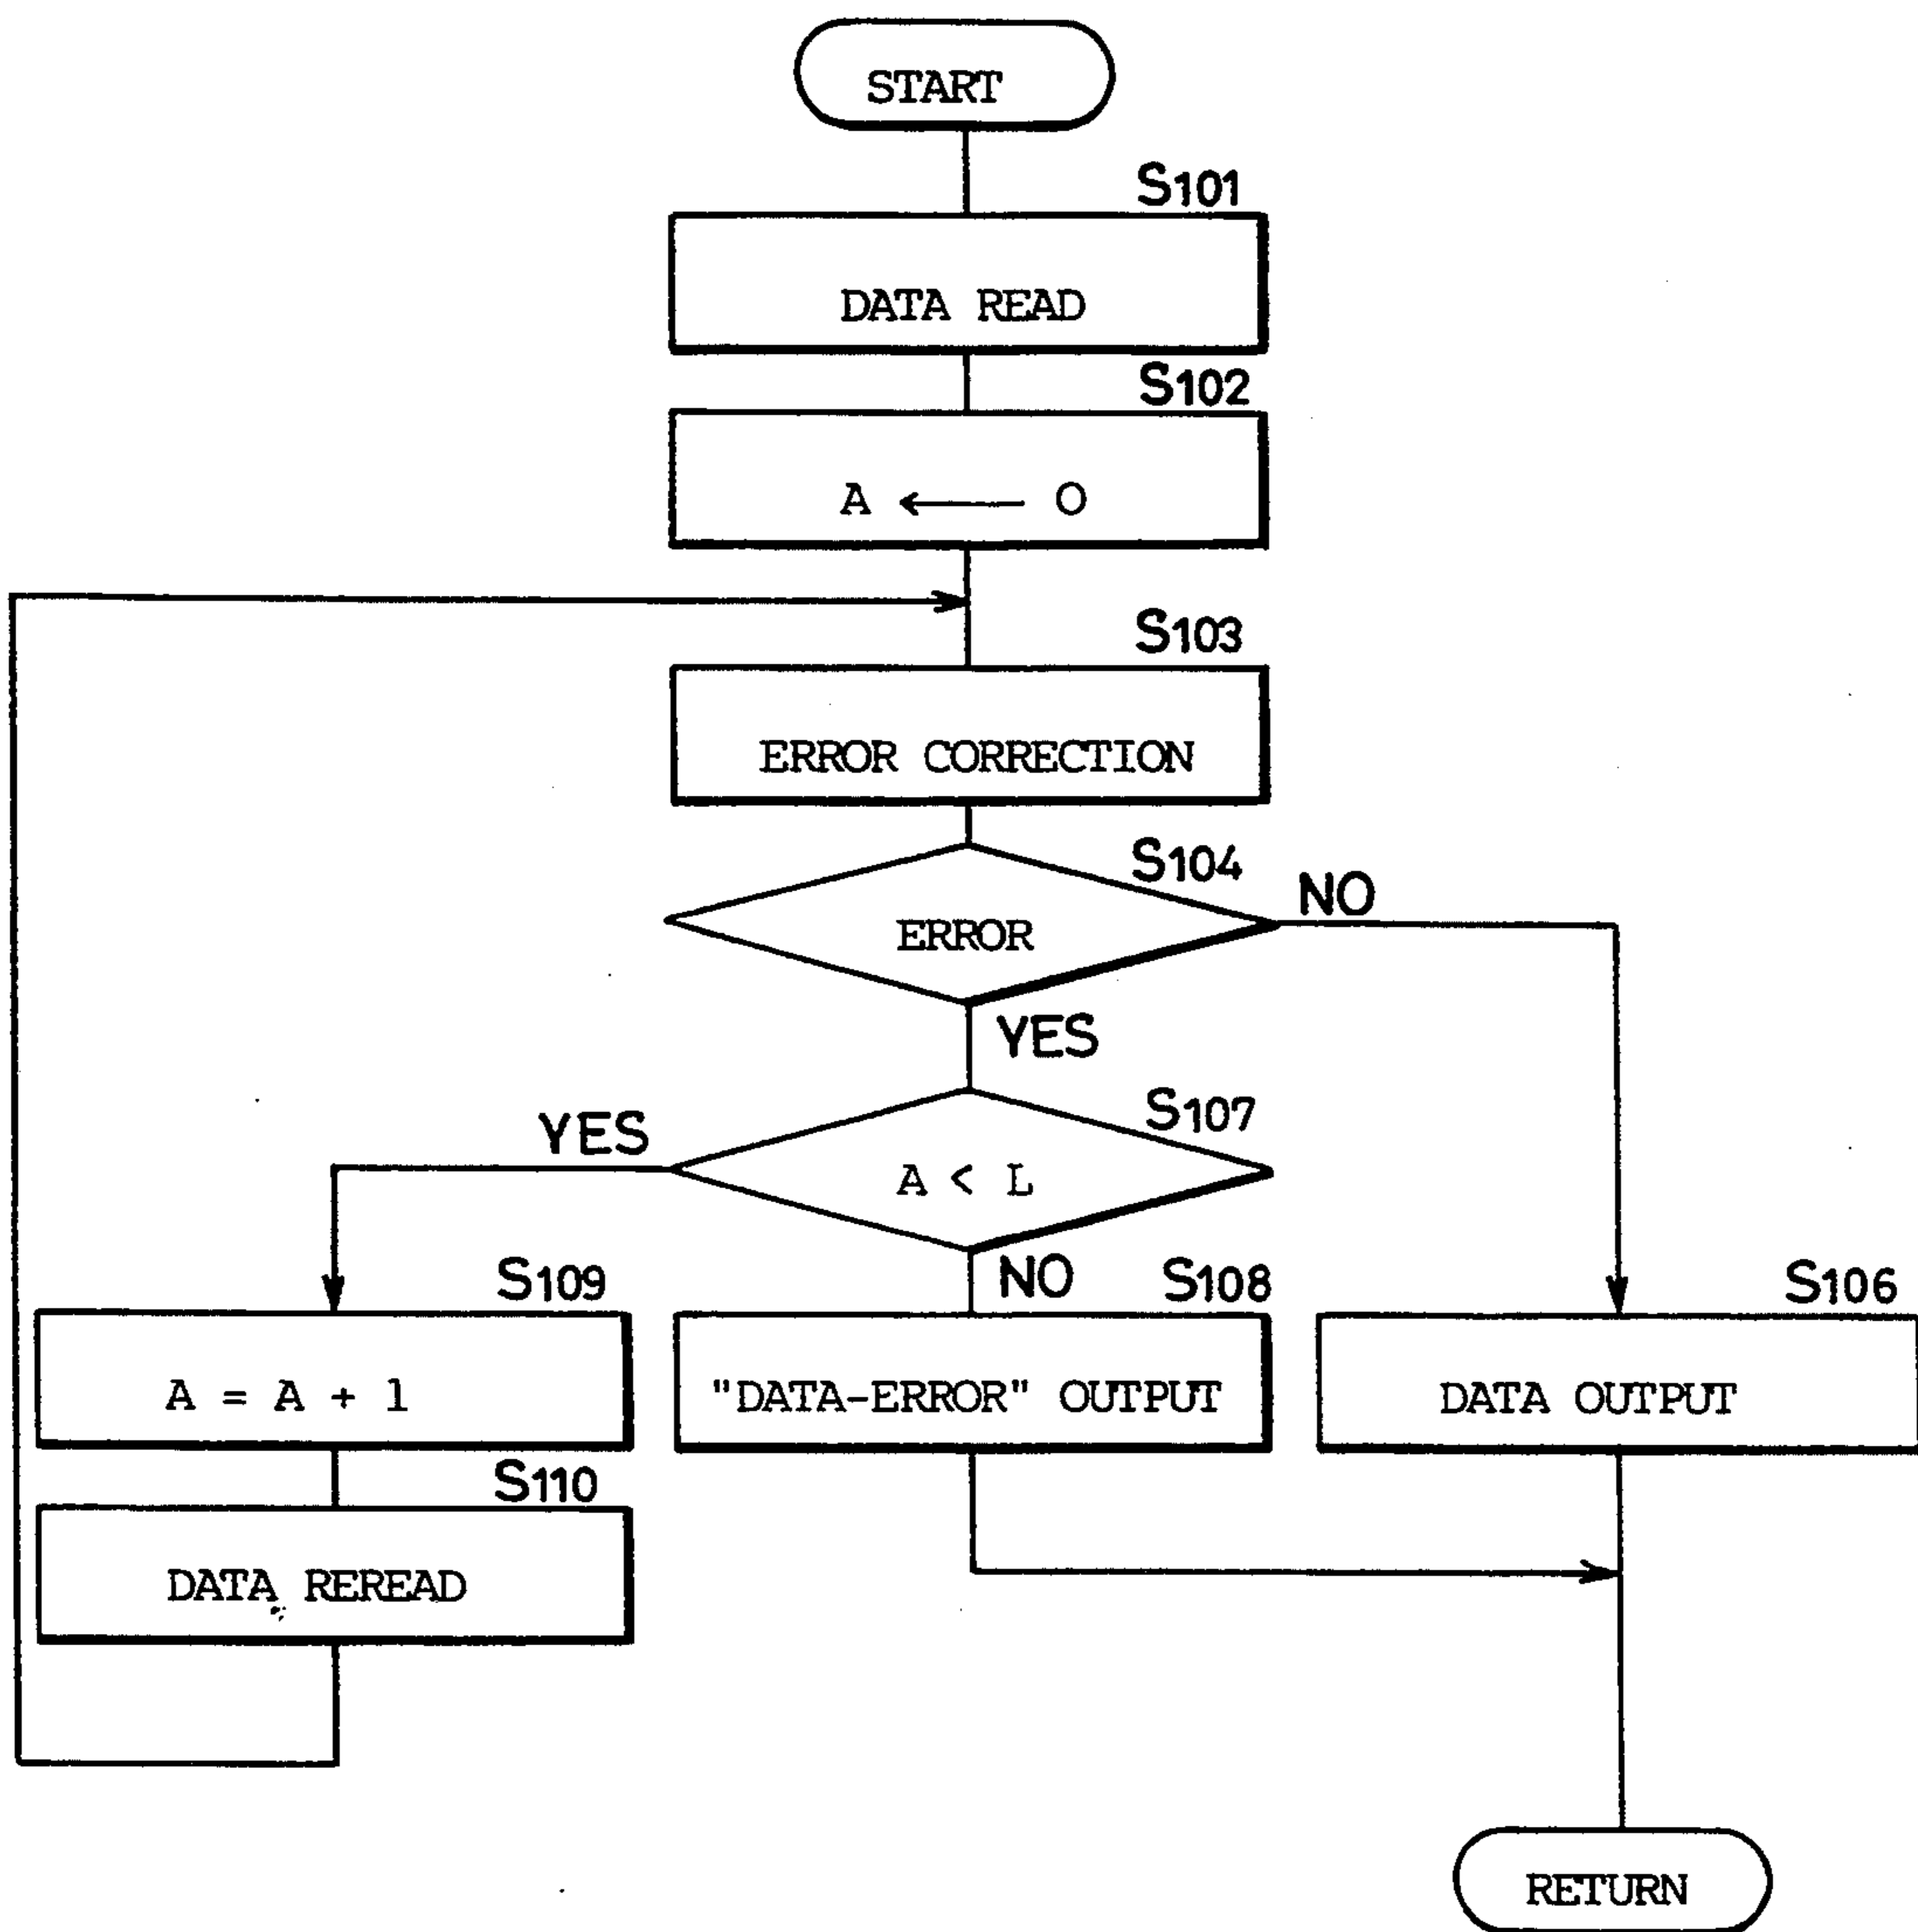 START
S101
DATA READ
S102
A ← O
S103
ERROR CORRECTION
S104
NO
ERROR
YES
S107
YES
A < L
S109
NO
S108
S106
A = A + 1
"DATA-ERROR" OUTPUT
DATA OUTPUT
S110
DATA REREAD
RETURN